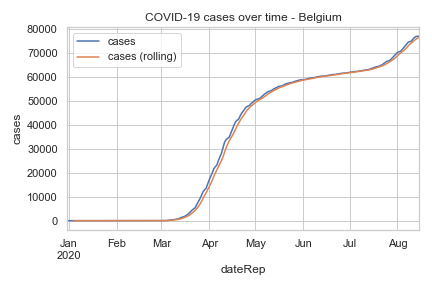 COVID-19 cases over time - Belgium
80000
70000
60000
50000
40000
30000
20000
10000
0
cases
cases
cases (rolling)
Jan Feb Mar Apr May Jun Jul Aug
2020
dateRep